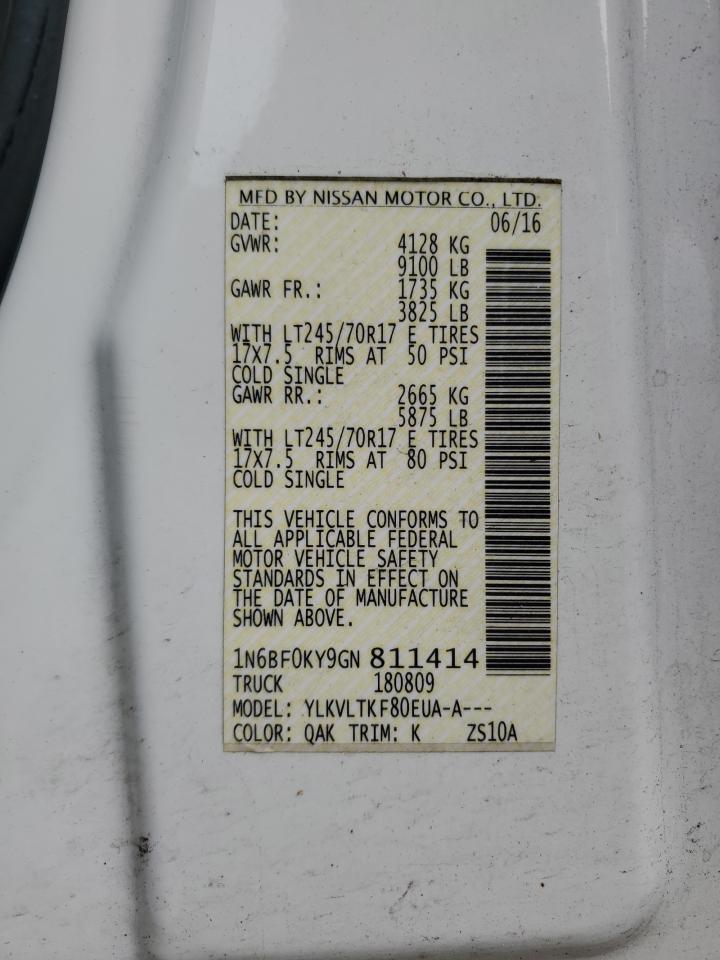 MFD BY NISSAN MOTOR CO., LTD.
DATE: 06/16
GVWR: 4128 KG
9100 LB
GAWR FR.: 1735 KG
3825 LB
WITH LT245/70R17 E TIRES
17X7.5 RIMS AT 50 PSI
COLD SINGLE
GAWR RR.: 2665 KG
5875 LB
WITH LT245/70R17 E TIRES
17X7.5 RIMS AT 80 PSI
COLD SINGLE
THIS VEHICLE CONFORMS TO
ALL APPLICABLE FEDERAL
MOTOR VEHICLE SAFETY
STANDARDS IN EFFECT ON
THE DATE OF MANUFACTURE
SHOWN ABOVE.
1N6BF0KY9GN 811414
TRUCK 180809
MODEL: YLKVLTKF80EUA-A---
COLOR: QAK TRIM: K ZS10A